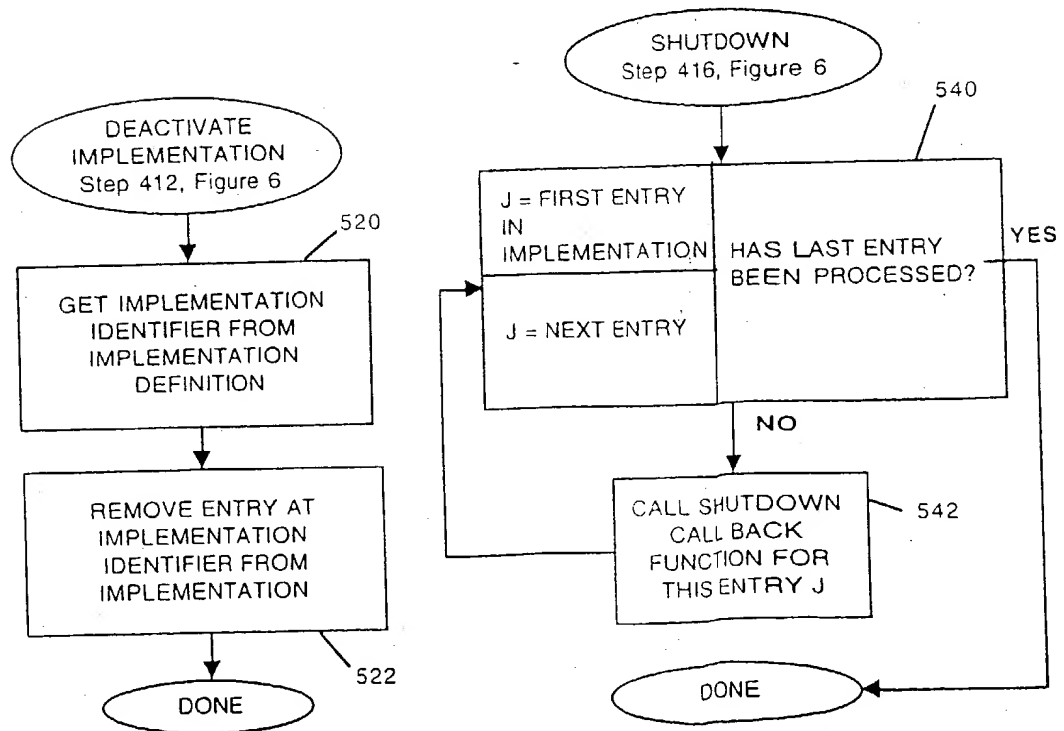 DEACTIVATE
IMPLEMENTATION
Step 412, Figure 6
520
GET IMPLEMENTATION
IDENTIFIER FROM
IMPLEMENTATION
DEFINITION
REMOVE ENTRY AT
IMPLEMENTATION
IDENTIFIER FROM
IMPLEMENTATION
522
DONE
SHUTDOWN
Step 416, Figure 6
540
J = FIRST ENTRY
IN
IMPLEMENTATION
J = NEXT ENTRY
HAS LAST ENTRY
BEEN PROCESSED?
YES
NO
CALL SHUTDOWN
CALL BACK
FUNCTION FOR
THIS ENTRY J
542
DONE